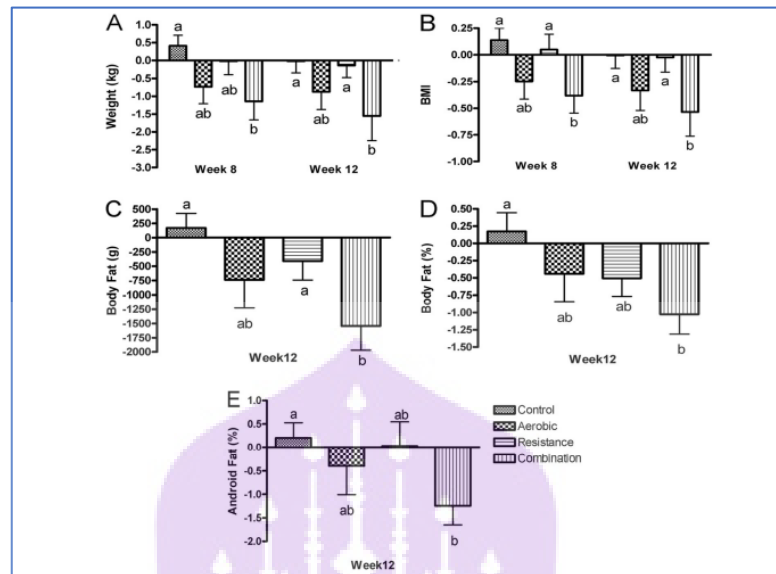 A
Weight (kg)
1.0
0.5
0.0
-0.5
-1.0
-1.5
-2.0
-2.5
-3.0
a
ab
ab
b
a
ab
a
b
Week 8
Week 12
B
BMI
0.25
0.00
-0.25
-0.50
-0.75
-1.00
a
ab
a
b
a
ab
a
b
Week 8
Week 12
C
Body Fat (g)
500
250
0
-250
-500
-750
-1000
-1500
-2000
a
ab
a
b
Week12
D
Body Fat (%)
0.50
0.25
0.00
-0.25
-0.50
-0.75
-1.00
-1.25
-1.50
a
ab
ab
b
Week12
E
Android Fat (%)
1.0
0.5
0.0
-0.5
-1.0
-1.5
-2.0
a
ab
ab
b
Week12
Control
Aerobic
Resistance
Combination